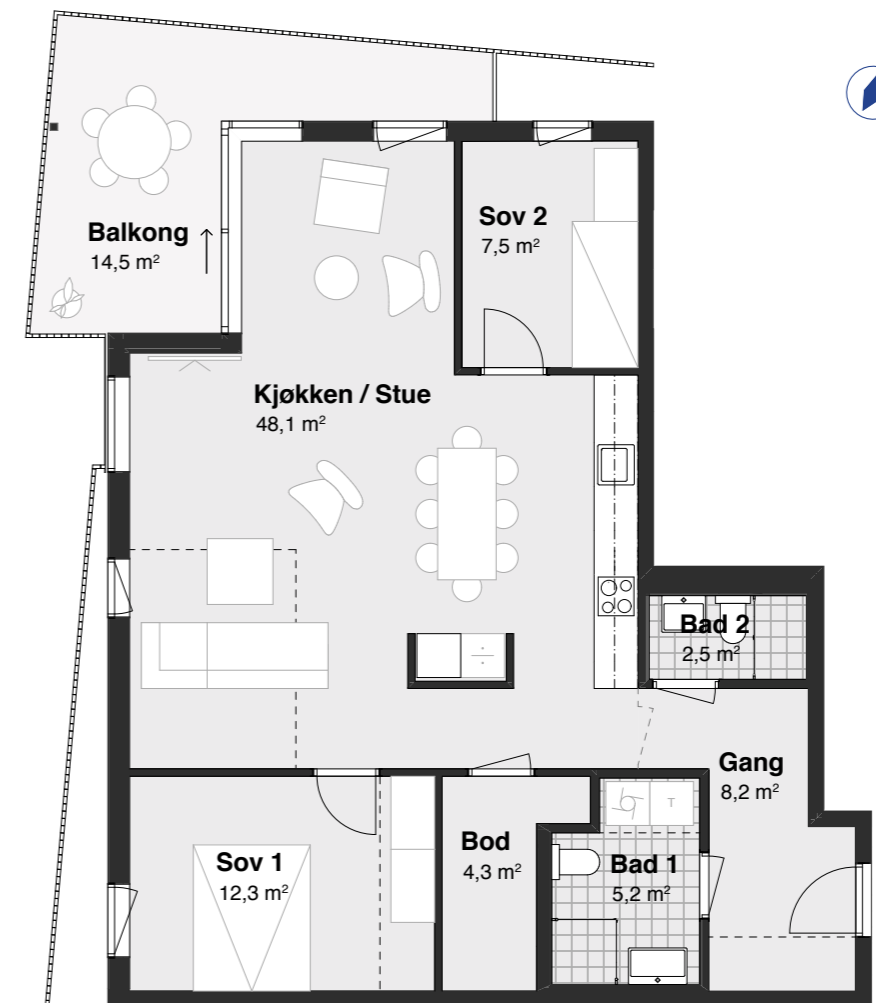 Sov 2
7,5 m²
Balkong
14,5 m²
Kjøkken / Stue
48,1 m²
Bad 2
2,5 m²
Gang
8,2 m²
T
Bod
4,3 m²
Sov 1
12,3 m²
Bad 1
5,2 m²